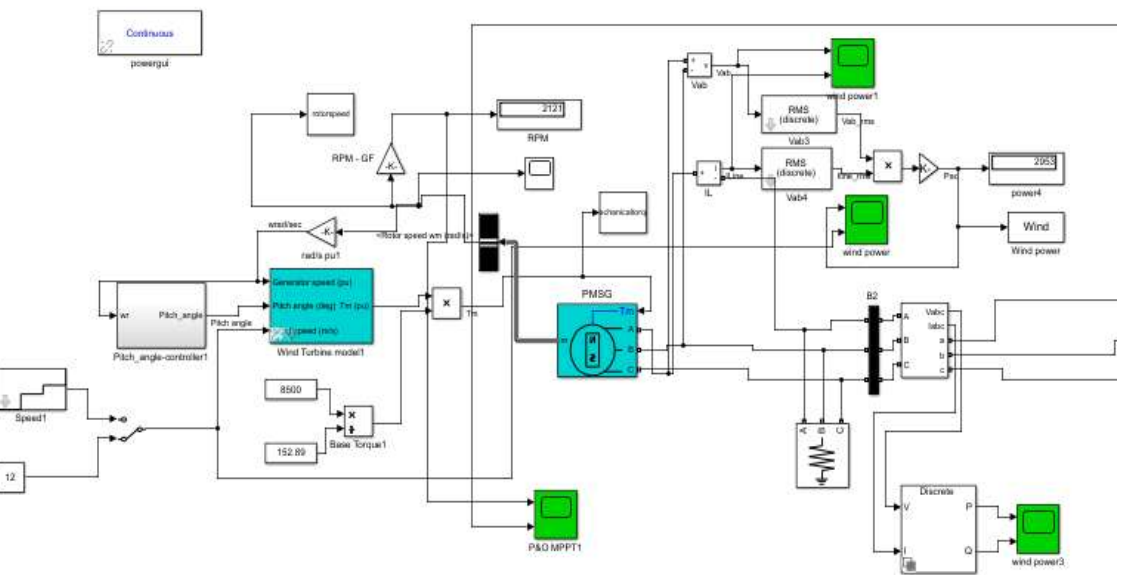 Continuous
powergui
rotorspeed
RPM - GF
-K-
2121
RPM
+
-
v
Vab
Vab
wind power1
RMS
(discrete)
Vab_rms
Vab3
RMS
(discrete)
Iline_rms
Vab4
+
i
-
ILine
IL
×
K-
Psc
2953
power4
Wind
Wind power
wind power
wrad/sec
-K-
rad/s pu1
<Rotor speed wm (rad/s)>
echanicaltorq
wr
Pitch_angle
Pitch_angle-controller1
Pitch angle
Generator speed (pu)
Pitch angle (deg)
Tm (pu)
speed (m/s)
Wind Turbine model1
×
Tm
PMSG
Tm
m
N
S
A
B
C
B2
A
B
C
Vabc
Iabc
a
b
c
Speed1
12
8500
152.89
×
÷
Base Torque1
A
B
C
P&O MPPT1
Discrete
V
I
P
Q
wind power3